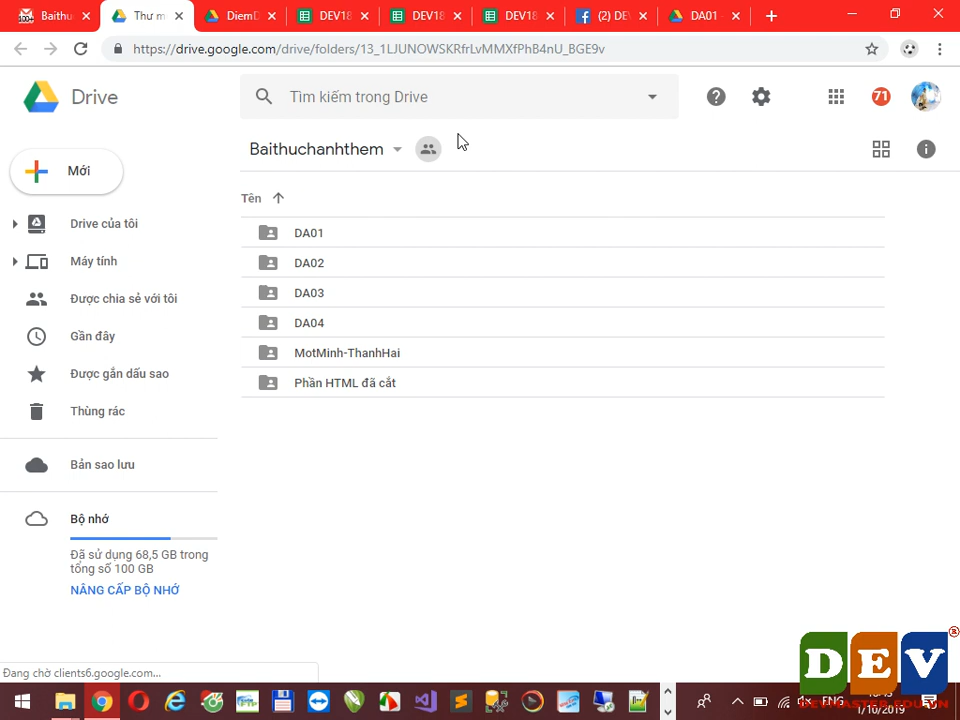 Baithu
Thư m
DiemD
DEV18
DEV18
DEV18
(2) DE
DA01 -
https://drive.google.com/drive/folders/13_1LJUNOWSKRfrLvMMXfPhB4nU_BGE9v
Drive
Tìm kiếm trong Drive
71
Mới
Baithuchanhthem
Tên
Drive của tôi
Máy tính
Được chia sẻ với tôi
Gần đây
Được gắn dấu sao
Thùng rác
Bản sao lưu
Bộ nhớ
Đã sử dụng 68,5 GB trong
tổng số 100 GB
NÂNG CẤP BỘ NHỚ
DA01
DA02
DA03
DA04
MotMinh-ThanhHai
Phần HTML đã cắt
Đang chờ clients6.google.com...
DEV®
DEVMASTER.EDU.VN
ENG
1/10/2019